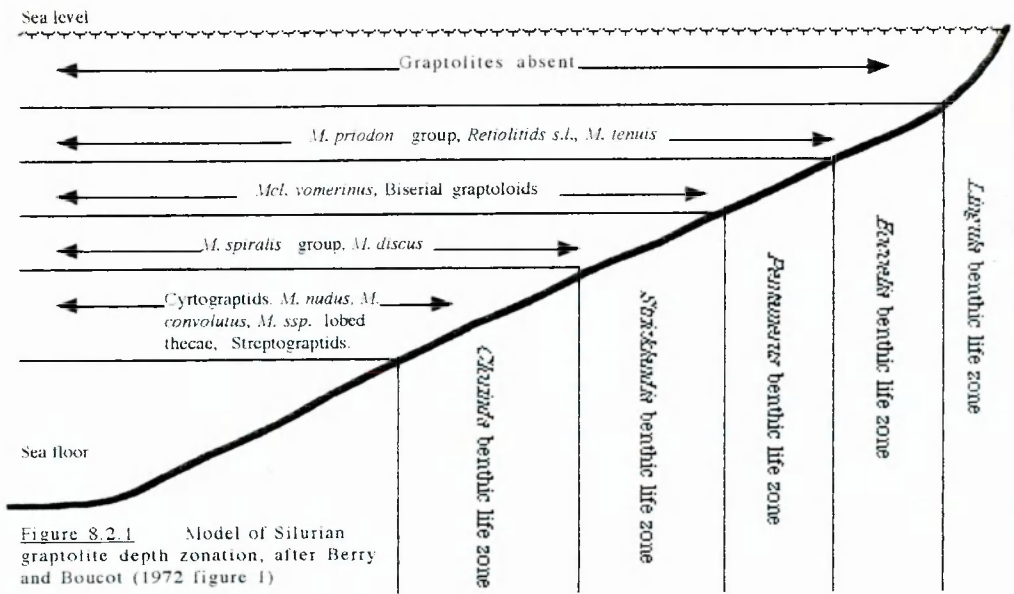 Sea level
Graptolites absent
M. priodon group, Retiolitids s.l., M. tenuis
Mcl. vomerinus, Biserial graptoloids
M. spiralis group, M. discus
Cyrtograptids. M. nudus, M.
convolutus, M. ssp. lobed
thecae, Streptograptids.
Sea floor
Clorinda benthic life zone
Stricklandia benthic life zone
Pentamerus benthic life zone
Eocoelia benthic life zone
Lingula benthic life zone
Figure 8.2.1 Model of Silurian
graptolite depth zonation, after Berry
and Boucot (1972 figure 1)